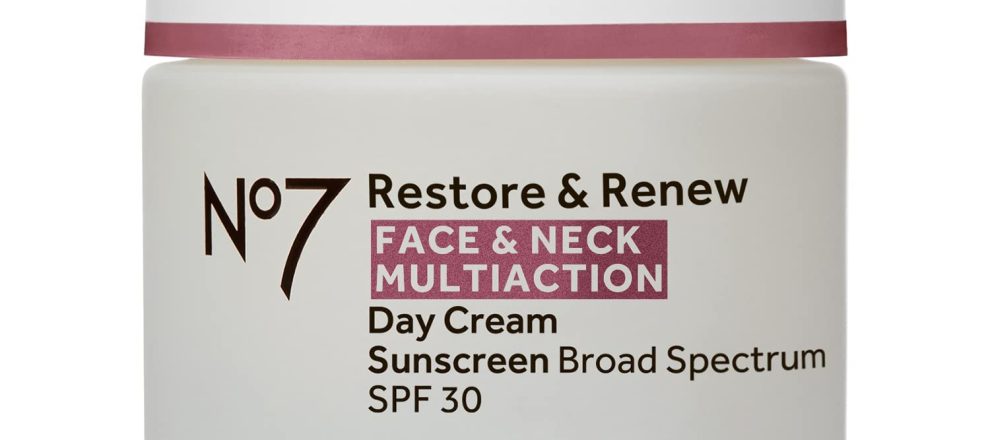 No7 Restore & Renew
FACE & NECK
MULTIACTION
Day Cream
Sunscreen Broad Spectrum
SPF 30